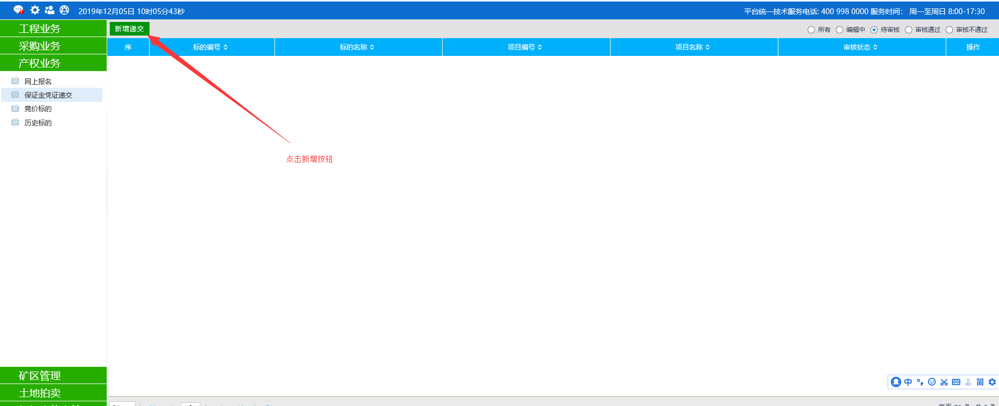 2019年12月05日 10时05分43秒
平台统一技术服务电话: 400 998 0000 服务时间： 周一至周日 8:00-17:30
工程业务
采购业务
产权业务
网上报名
保证金凭证递交
竞价标的
历史标的
矿区管理
土地拍卖
新增递交
所有 编辑中 待审核 审核通过 审核不通过
序 标的编号 标的名称 项目编号 项目名称 审核状态 操作
点击新增按钮
中 简